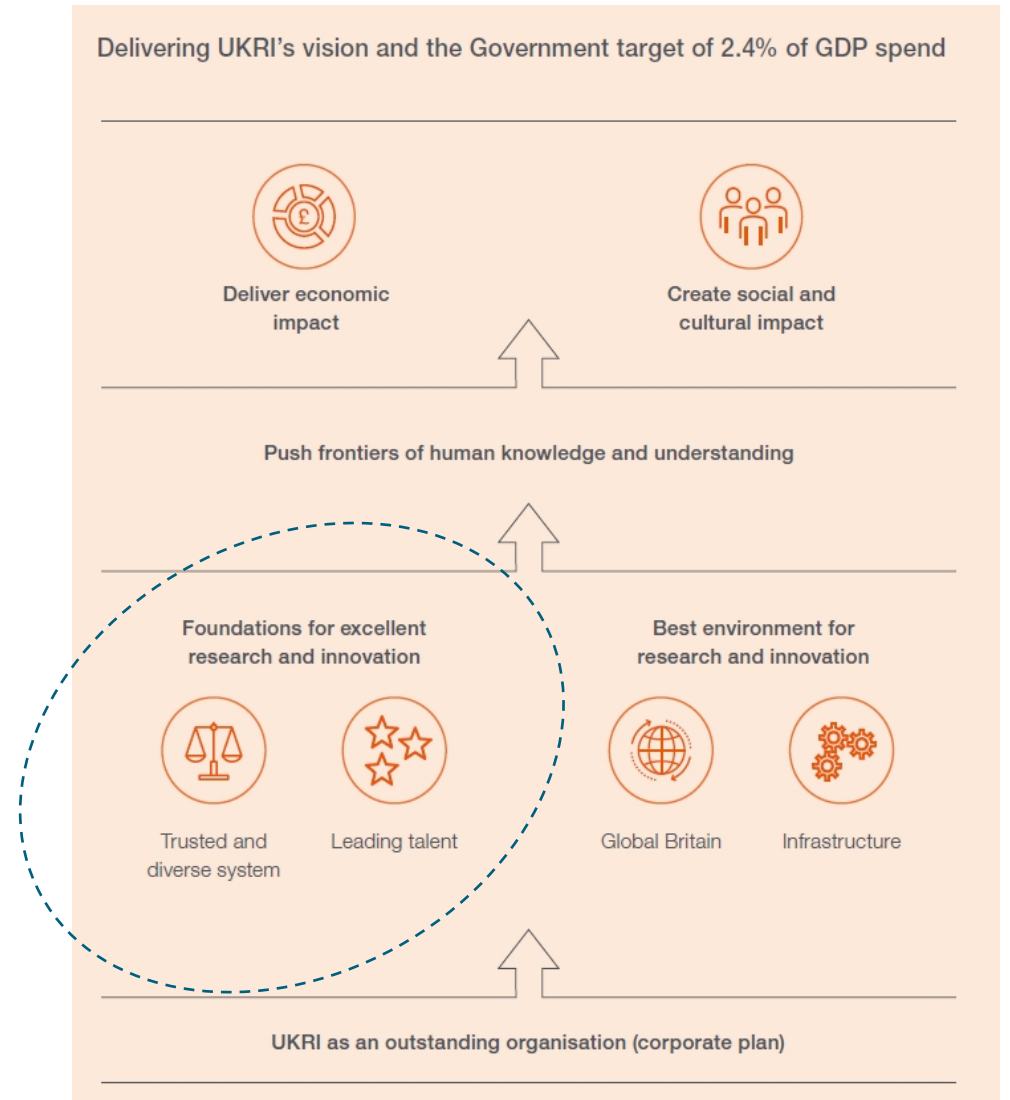 Delivering UKRI's vision and the Government target of 2.4% of GDP spend
£
Deliver economic
impact
Create social and
cultural impact
Push frontiers of human knowledge and understanding
Foundations for excellent
research and innovation
Best environment for
research and innovation
Trusted and
diverse system
Leading talent
Global Britain
Infrastructure
UKRI as an outstanding organisation (corporate plan)